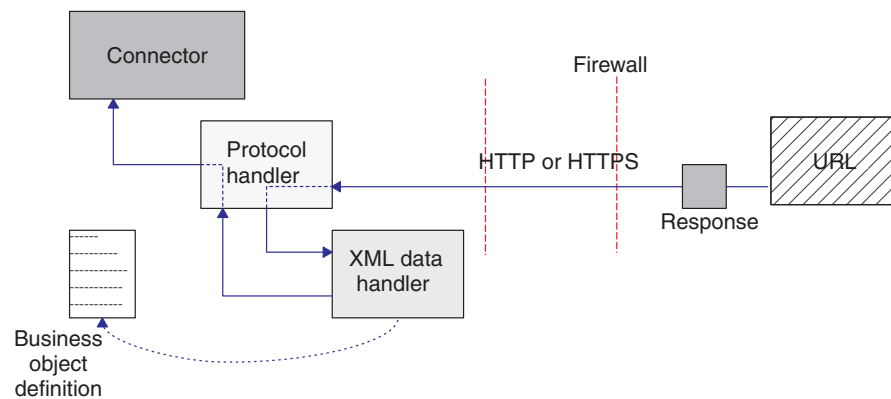 Connector
Firewall
Protocol
handler
HTTP or HTTPS
URL
Response
XML data
handler
Business
object
definition